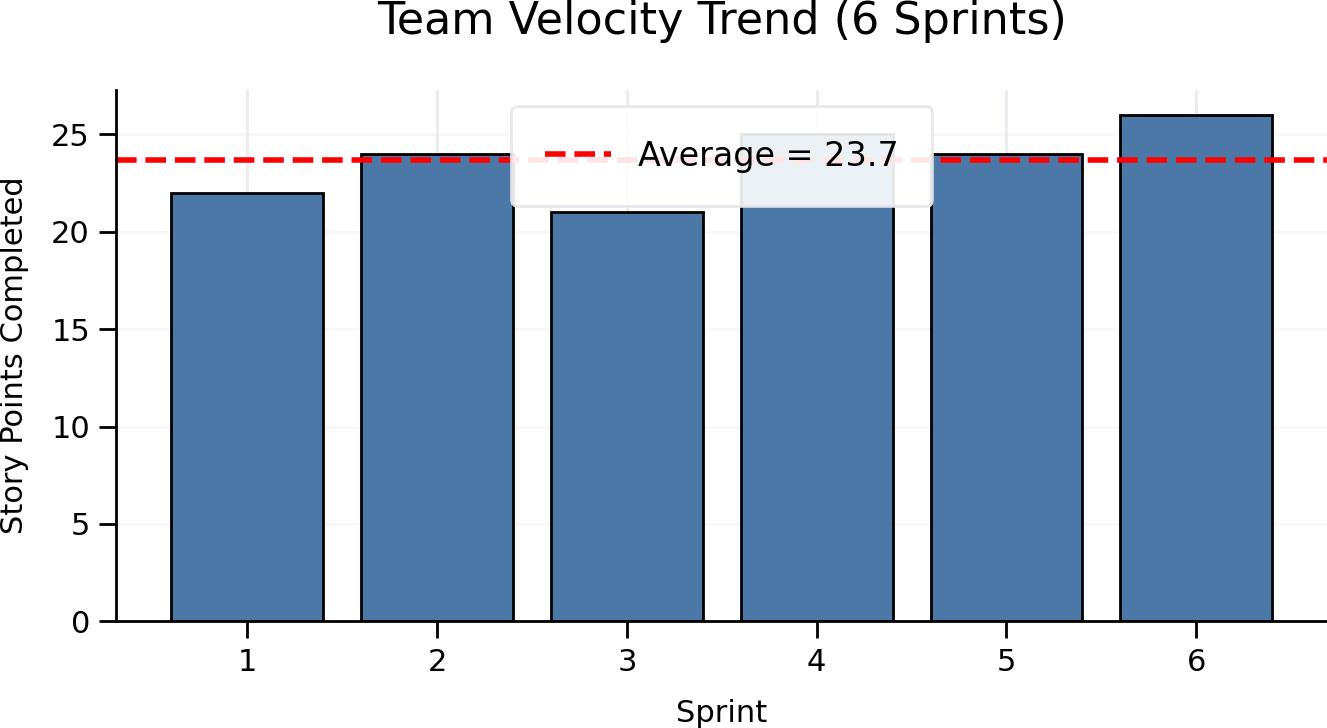 Team Velocity Trend (6 Sprints)
Average = 23.7
Story Points Completed
25
20
15
10
5
0
1 2 3 4 5 6
Sprint